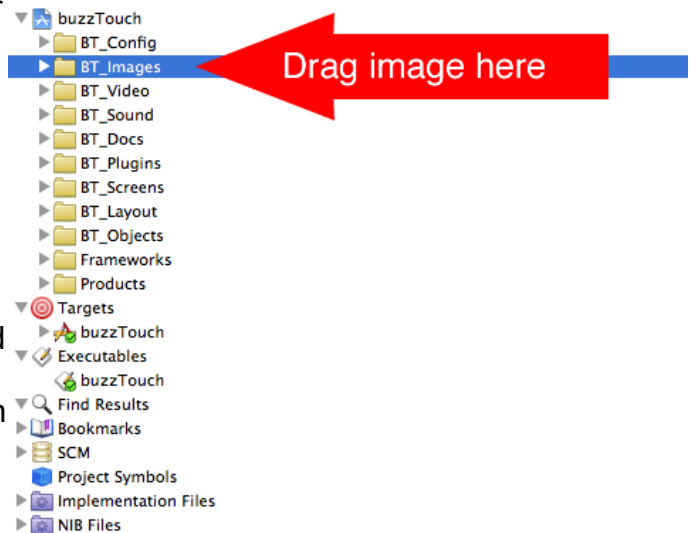 buzzTouch
BT_Config
BT_Images
Drag image here
BT_Video
BT_Sound
BT_Docs
BT_Plugins
BT_Screens
BT_Layout
BT_Objects
Frameworks
Products
Targets
buzzTouch
Executables
buzzTouch
Find Results
Bookmarks
SCM
Project Symbols
Implementation Files
NIB Files